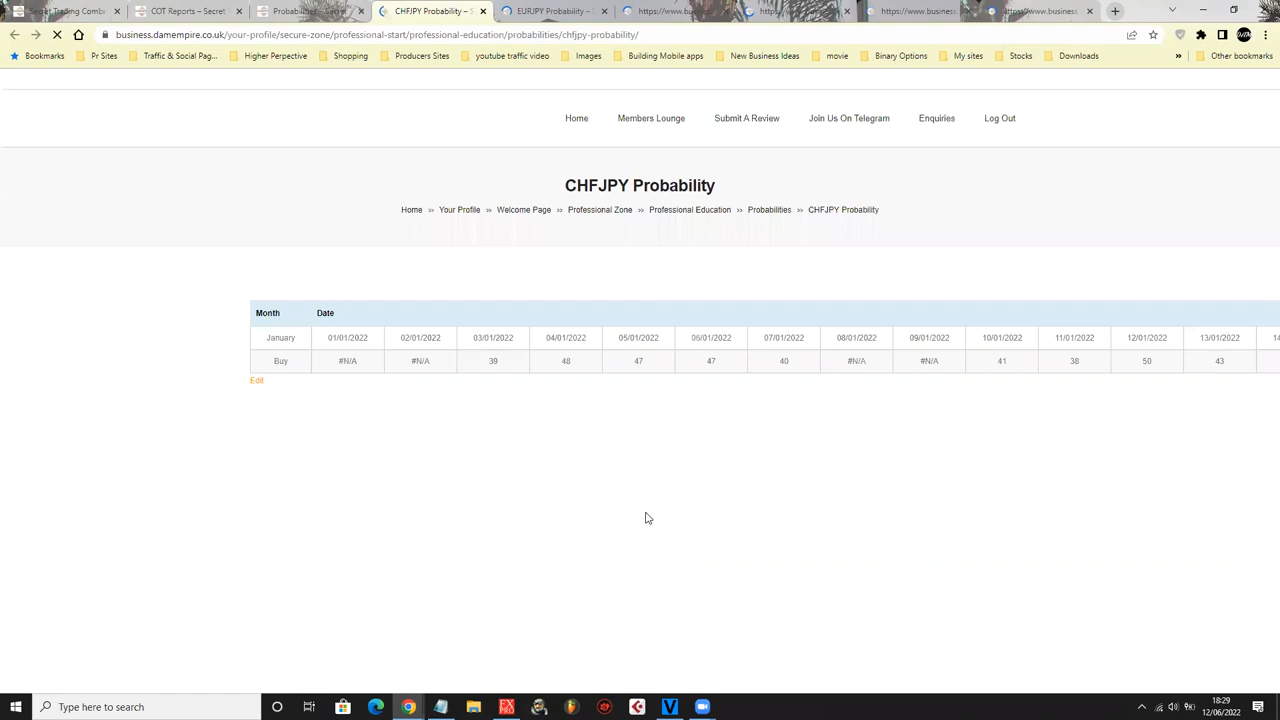 Secret Trading Combi
COT Reports – Secret
Probabilities
CHFJPY Probability – S
EURJPY Probability –
https://www.busines
https://www.busines
https://www.busines
business.damempire.co.uk/your-profile/secure-zone/professional-start/professional-education/probabilities/chfjpy-probability/
Bookmarks Pr Sites Traffic & Social Pag... Higher Perpective Shopping Producers Sites youtube traffic video Images Building Mobile apps New Business Ideas movie Binary Options My sites Stocks Downloads » Other bookmarks
Home Members Lounge Submit A Review Join Us On Telegram Enquiries Log Out
CHFJPY Probability
Home » Your Profile » Welcome Page » Professional Zone » Professional Education » Probabilities » CHFJPY Probability
Month Date
January 01/01/2022 02/01/2022 03/01/2022 04/01/2022 05/01/2022 06/01/2022 07/01/2022 08/01/2022 09/01/2022 10/01/2022 11/01/2022 12/01/2022 13/01/2022 14
Buy #N/A #N/A 39 48 47 47 40 #N/A #N/A 41 38 50 43
Edit
Type here to search
18:29
12/06/2022